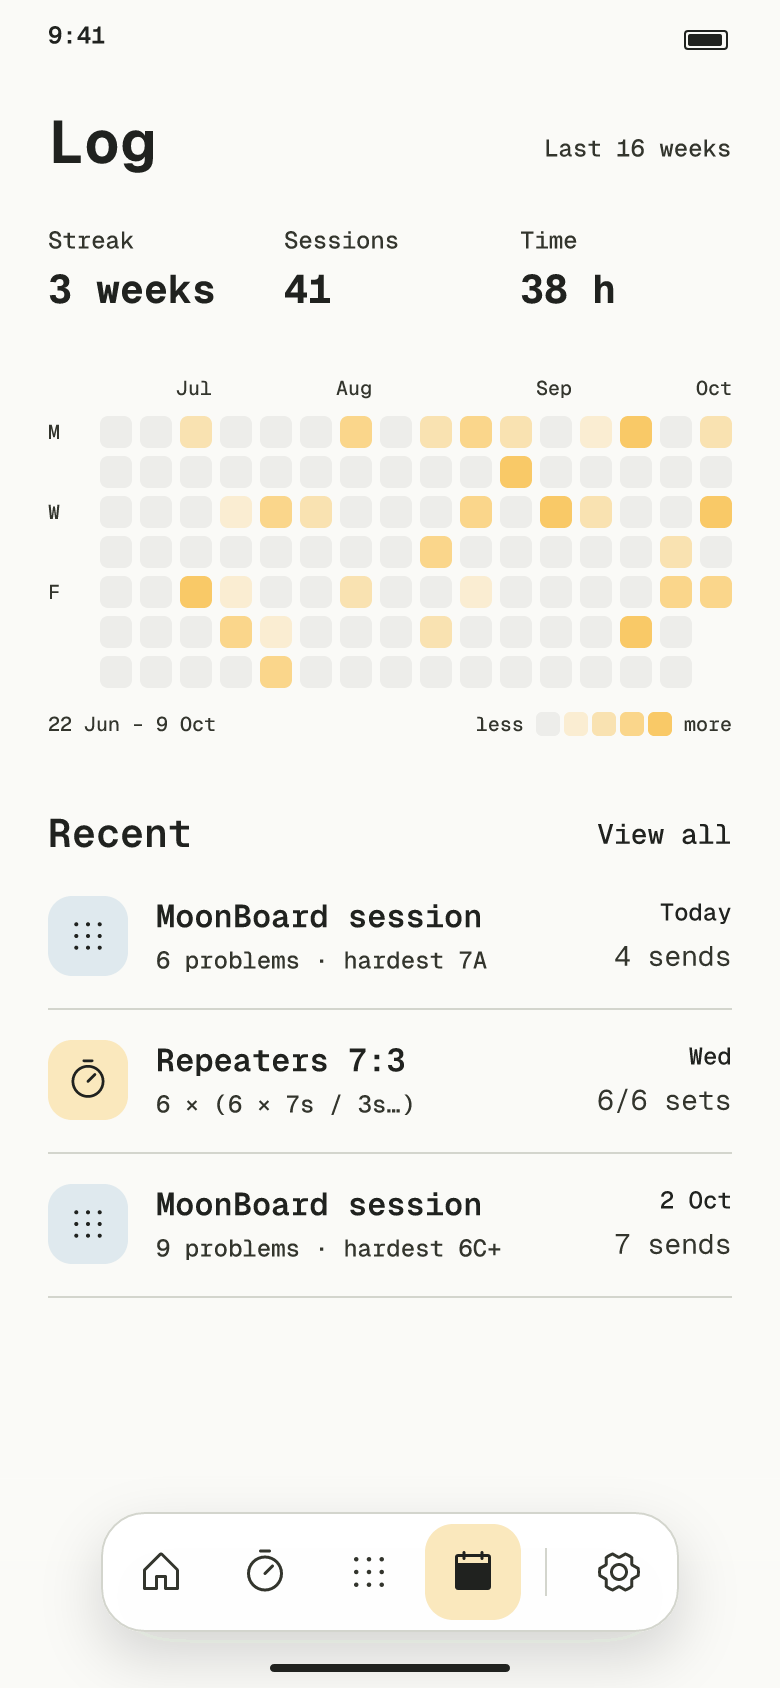 9:41
Log
Last 16 weeks
Streak Sessions Time
3 weeks 41 38 h
Jul Aug Sep Oct
M
W
F
22 Jun – 9 Oct less more
Recent View all
MoonBoard session Today
6 problems · hardest 7A 4 sends
Repeaters 7:3 Wed
6 × (6 × 7s / 3s…) 6/6 sets
MoonBoard session 2 Oct
9 problems · hardest 6C+ 7 sends